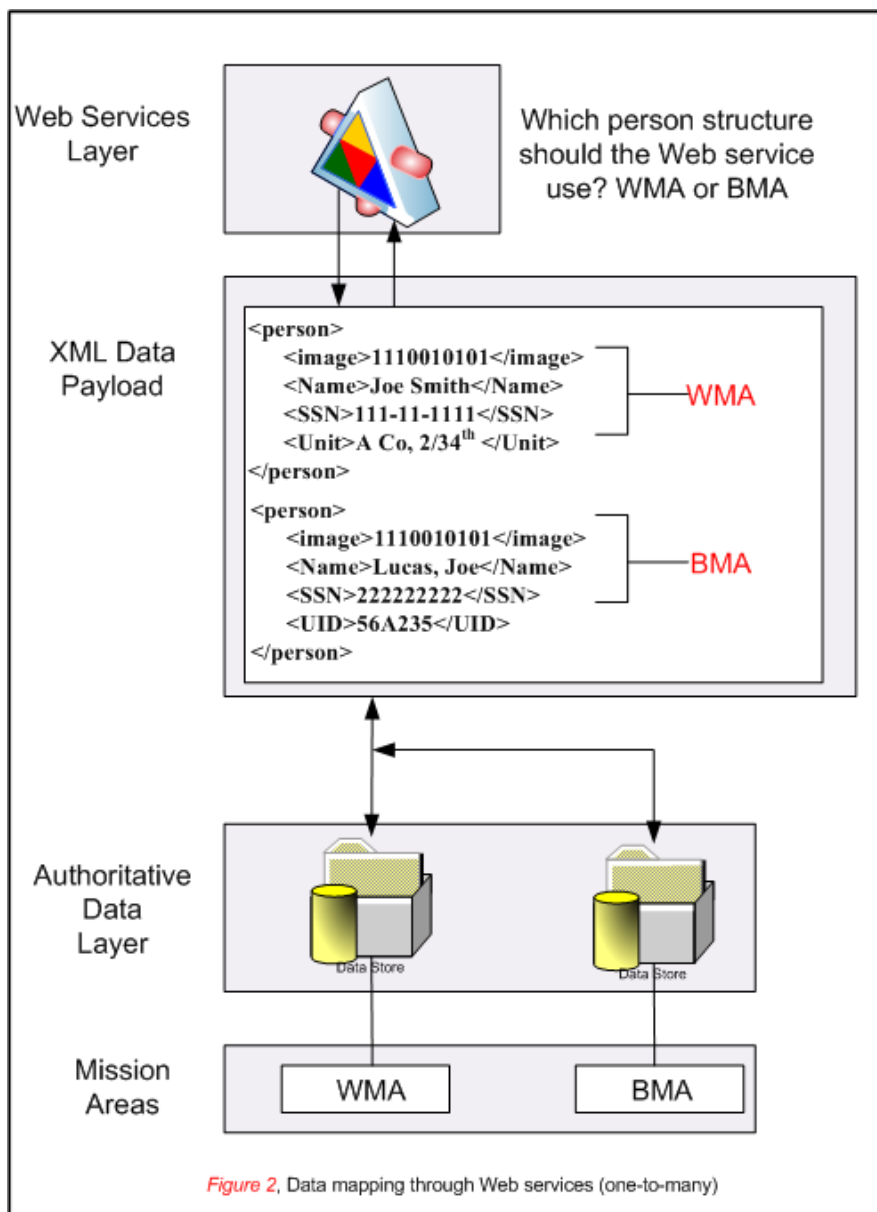 Web Services
Layer
Which person structure
should the Web service
use? WMA or BMA
XML Data
Payload
<person>
<image>1110010101</image>
<Name>Joe Smith</Name>
<SSN>111-11-1111</SSN>
<Unit>A Co, 2/34th </Unit>
</person>
WMA
<person>
<image>1110010101</image>
<Name>Lucas, Joe</Name>
<SSN>222222222</SSN>
<UID>56A235</UID>
</person>
BMA
Authoritative
Data
Layer
Data Store
Data Store
Mission
Areas
WMA
BMA
Figure 2, Data mapping through Web services (one-to-many)